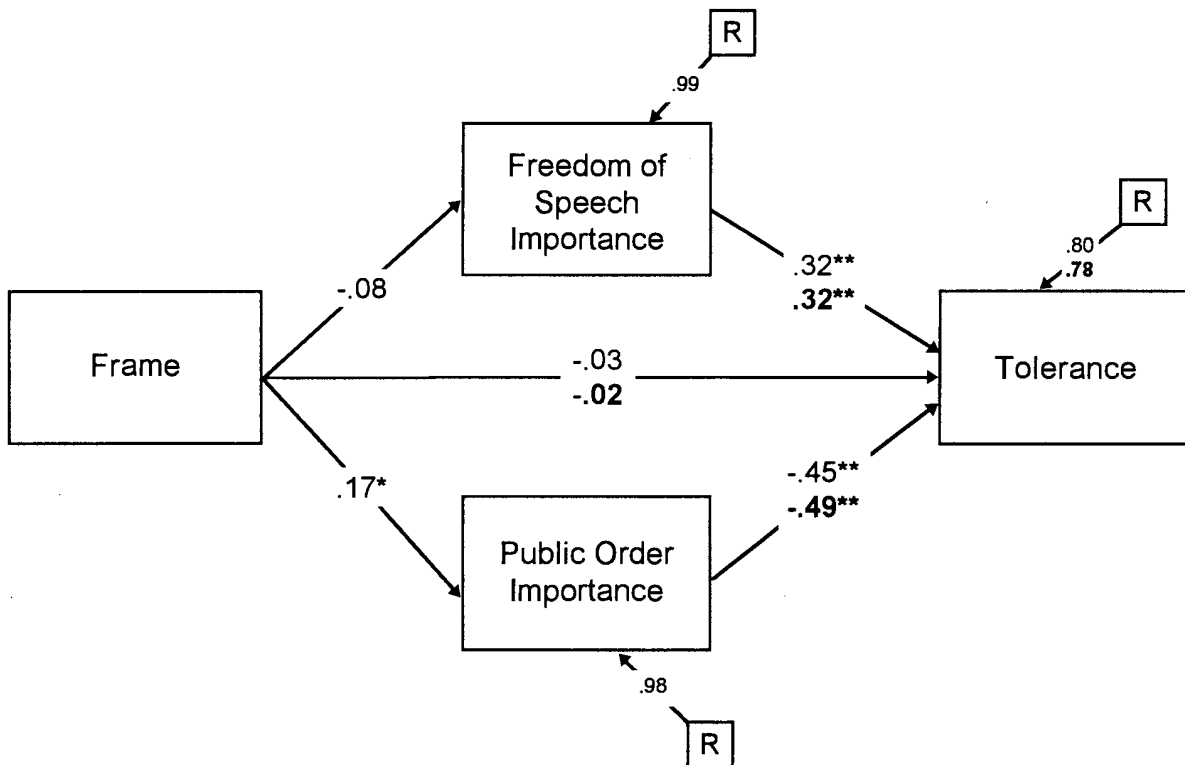 R
.99
Freedom of
Speech
Importance
R
.80
.78
.32**
.32**
-.08
Frame
-.03
-.02
Tolerance
.17*
-.45**
-.49**
Public Order
Importance
.98
R